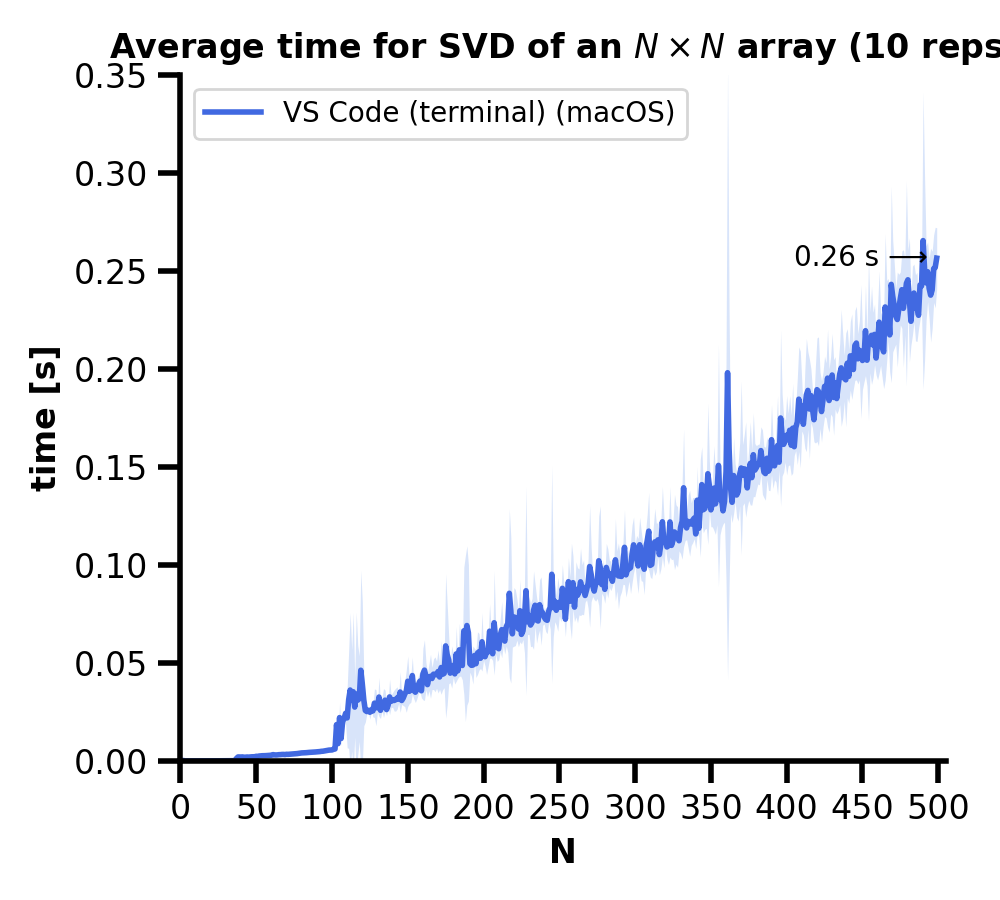 Average time for SVD of an N × N array (10 reps
VS Code (terminal) (macOS)
0.35
0.30
0.25
0.20
0.15
0.10
0.05
0.00
time [s]
0.26 s
0 50 100 150 200 250 300 350 400 450 500
N